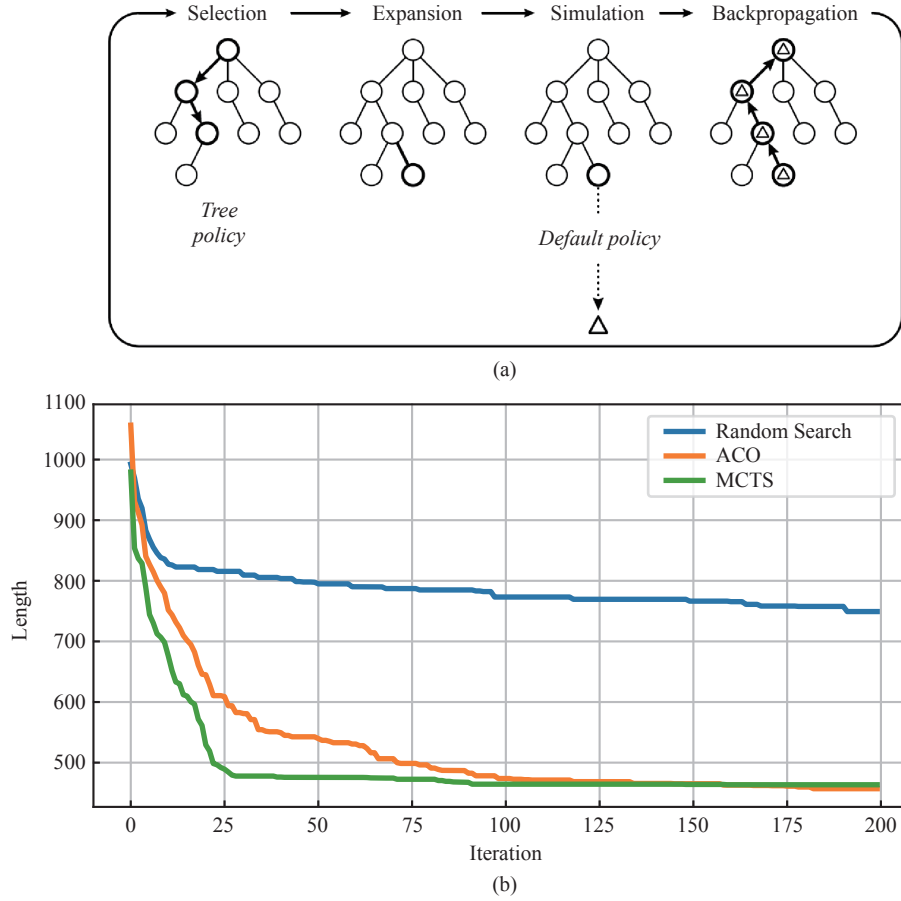 Selection Expansion Simulation Backpropagation
Tree
policy
Default policy
(a)
1100
1000
900
800
700
600
500
Length
Random Search
ACO
MCTS
0 25 50 75 100 125 150 175 200
Iteration
(b)